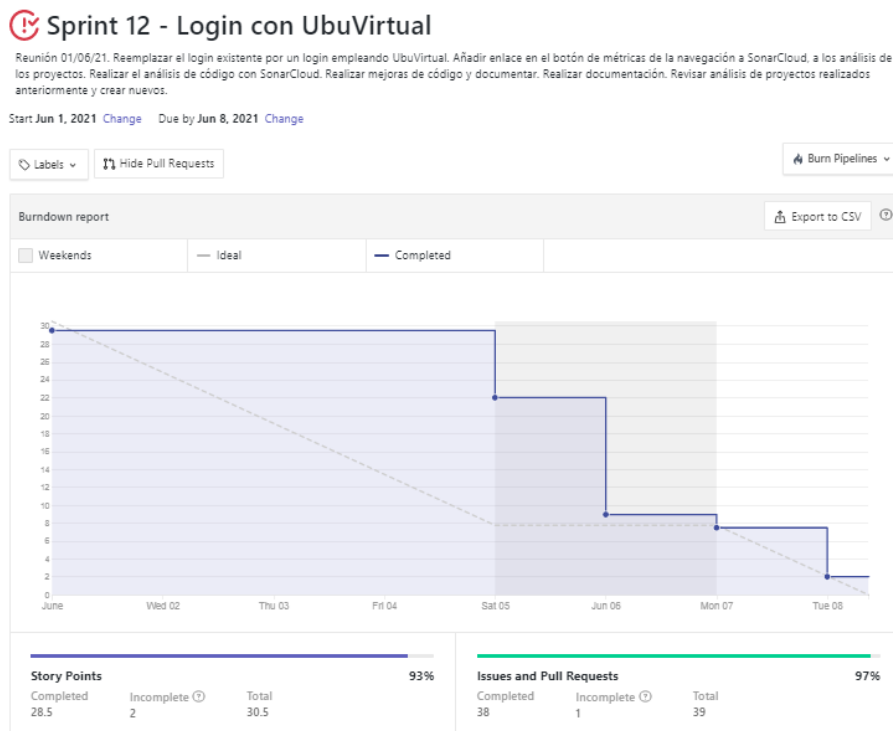 Sprint 12 - Login con UbuVirtual
Reunión 01/06/21. Reemplazar el login existente por un login empleando UbuVirtual. Añadir enlace en el botón de métricas de la navegación a SonarCloud, a los análisis de
los proyectos. Realizar el análisis de código con SonarCloud. Realizar mejoras de código y documentar. Realizar documentación. Revisar análisis de proyectos realizados
anteriormente y crear nuevos.
Start Jun 1, 2021 Change Due by Jun 8, 2021 Change
Labels Hide Pull Requests Burn Pipelines
Burndown report Export to CSV
Weekends Ideal Completed
30
28
26
24
22
20
18
16
14
12
10
8
6
4
2
0
June Wed 02 Thu 03 Fri 04 Sat 05 Jun 06 Mon 07 Tue 08
Story Points 93% Issues and Pull Requests 97%
Completed Incomplete Total Completed Incomplete Total
28.5 2 30.5 38 1 39